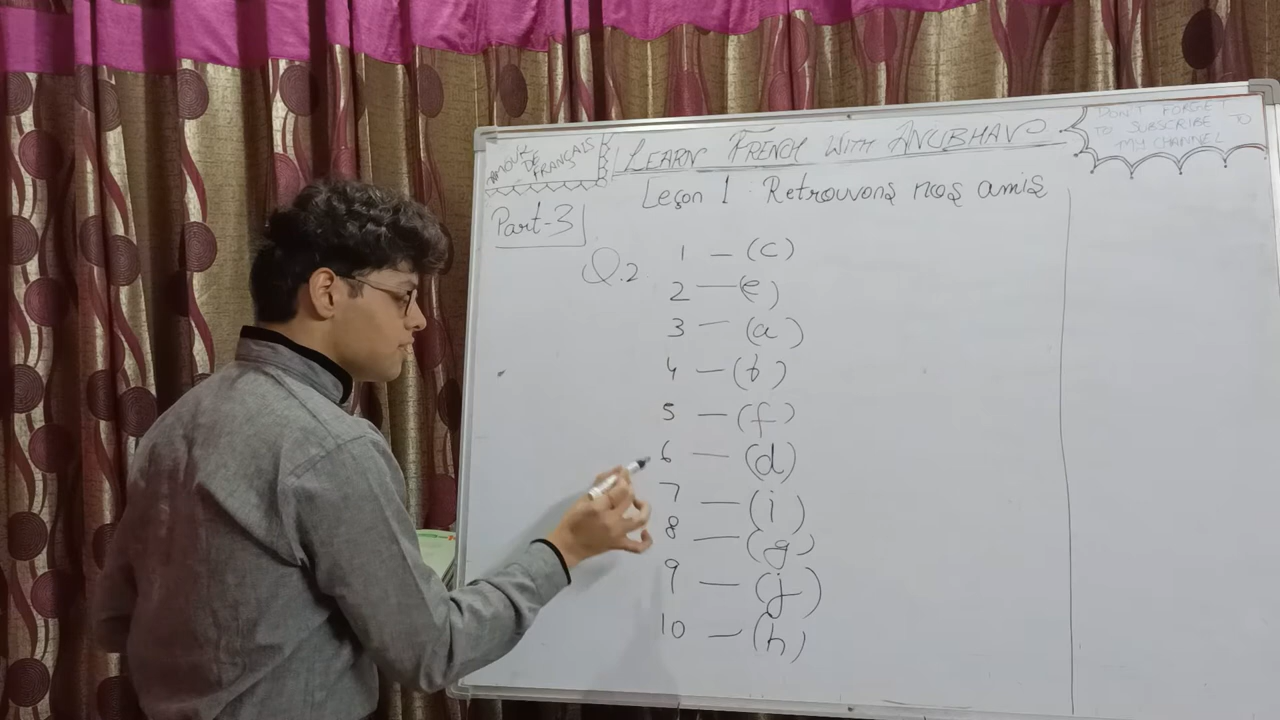 AMOUR
DE
FRANÇAIS
LEARN FRENCH WITH ANUBHAV
DON'T FORGET
TO SUBSCRIBE TO
MY CHANNEL
Leçon 1 Retrouvons nos amis
Part-3
Q.2
1 — (c)
2 — (e)
3 — (a)
4 — (b)
5 — (f)
6 — (d)
7 — (i)
8 — (g)
9 — (j)
10 — (h)